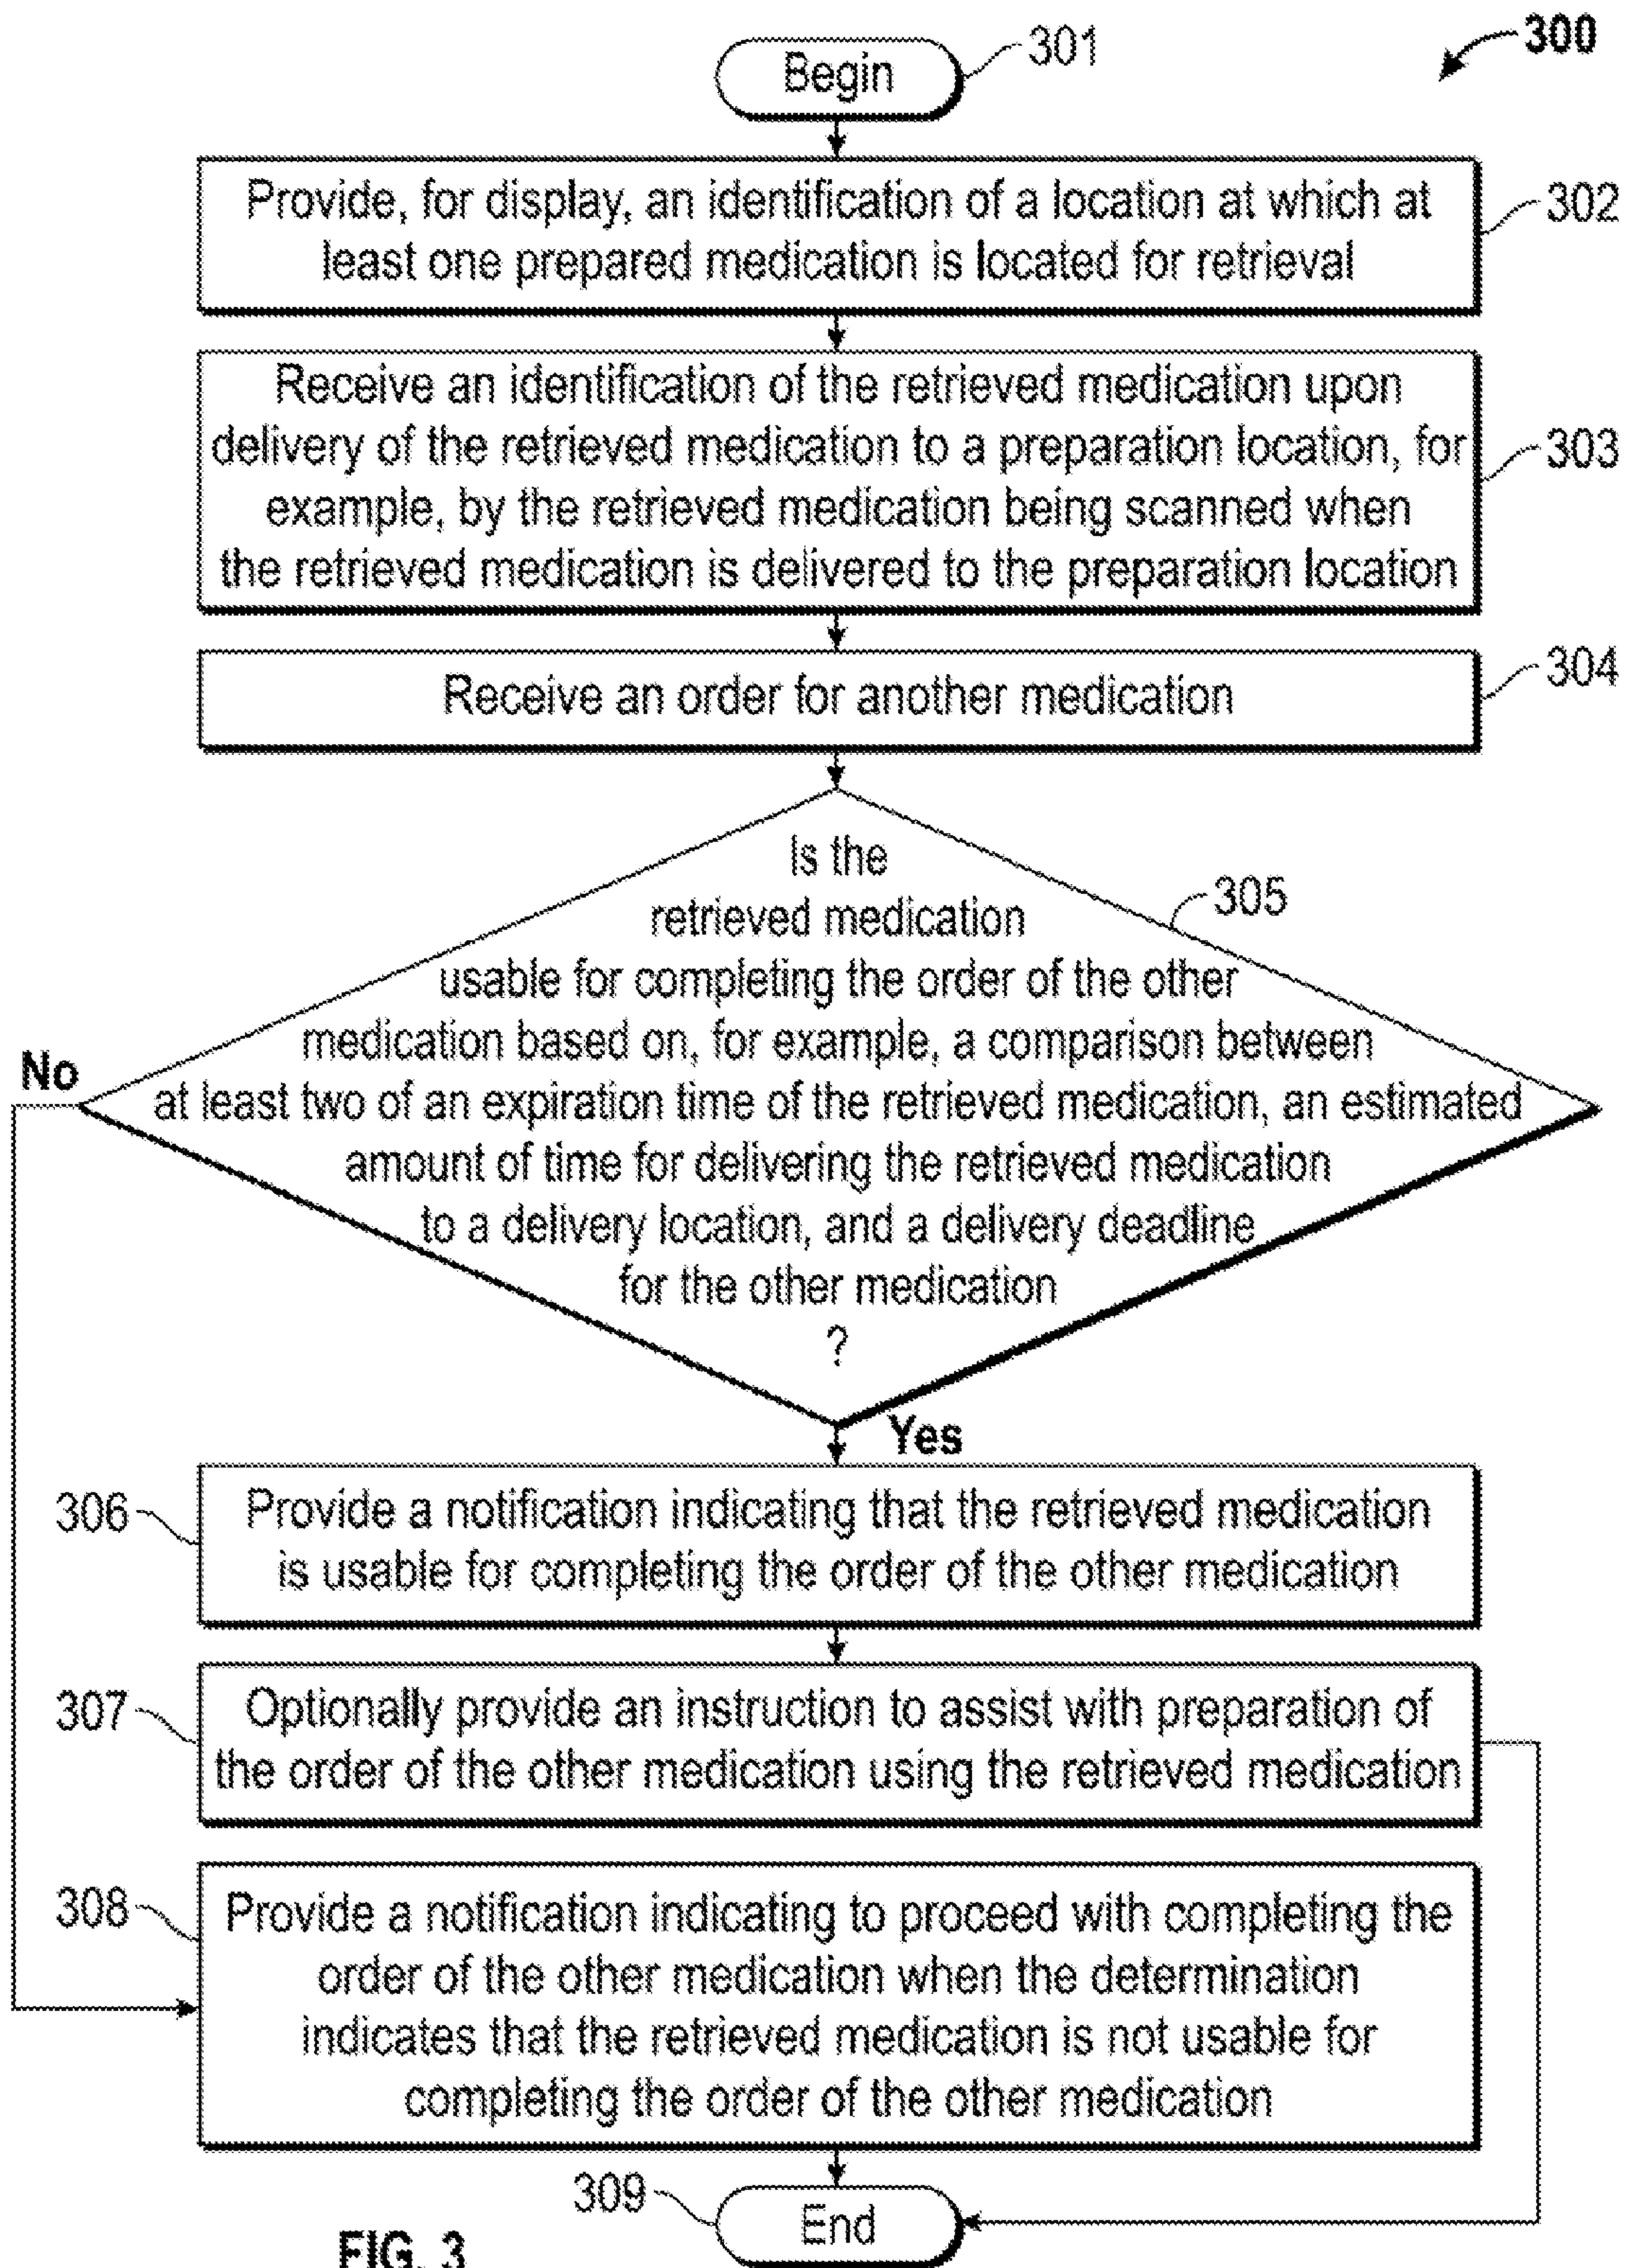 300
Begin
301
Provide, for display, an identification of a location at which at
least one prepared medication is located for retrieval
302
Receive an identification of the retrieved medication upon
delivery of the retrieved medication to a preparation location, for
example, by the retrieved medication being scanned when
the retrieved medication is delivered to the preparation location
303
Receive an order for another medication
304
Is the
retrieved medication
usable for completing the order of the other
medication based on, for example, a comparison between
at least two of an expiration time of the retrieved medication, an estimated
amount of time for delivering the retrieved medication
to a delivery location, and a delivery deadline
for the other medication
?
305
No
Yes
306
Provide a notification indicating that the retrieved medication
is usable for completing the order of the other medication
307
Optionally provide an instruction to assist with preparation of
the order of the other medication using the retrieved medication
308
Provide a notification indicating to proceed with completing the
order of the other medication when the determination
indicates that the retrieved medication is not usable for
completing the order of the other medication
309
End
FIG. 3